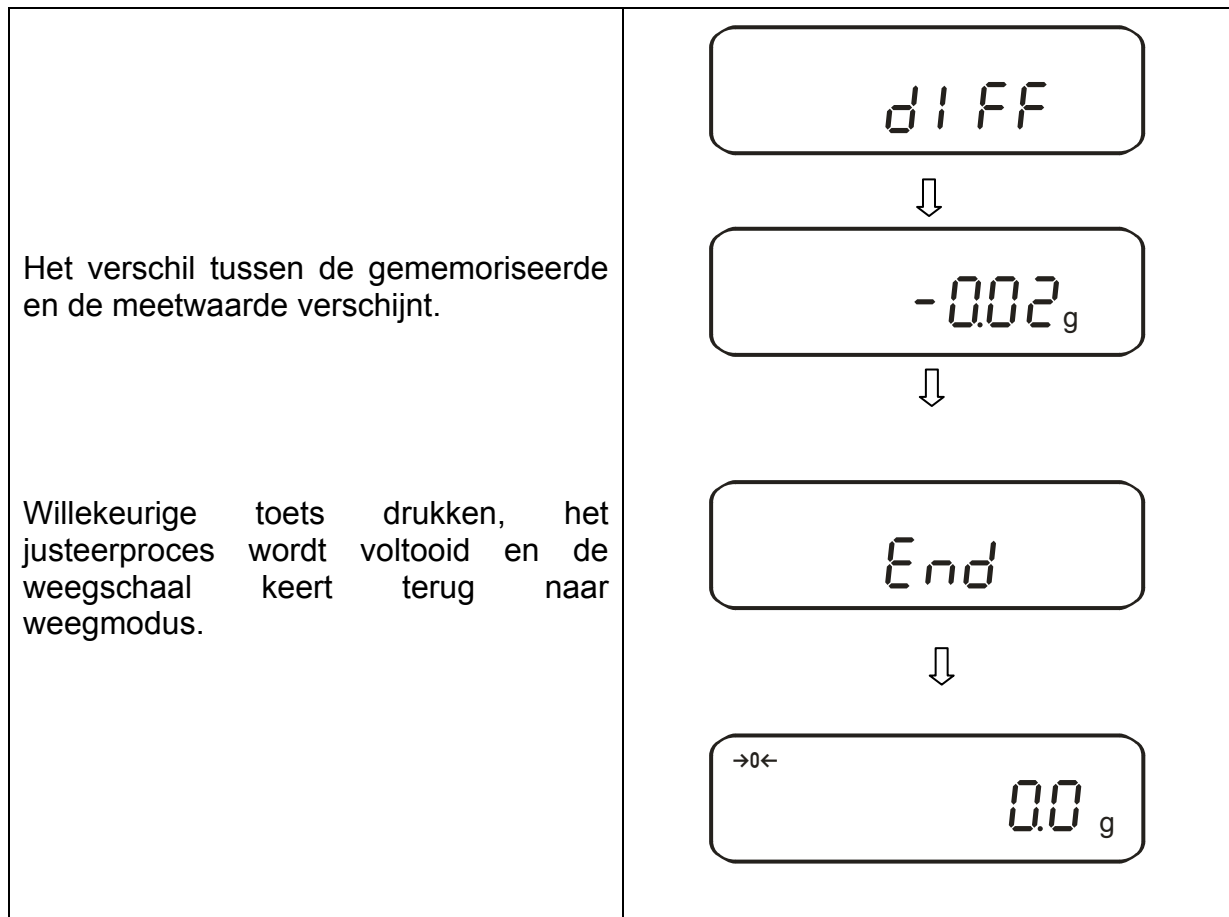 dIFF
Het verschil tussen de gememoriseerde
en de meetwaarde verschijnt.
-0.02 g
Willekeurige toets drukken, het
justeerproces wordt voltooid en de
weegschaal keert terug naar
weegmodus.
End
→0←
0.0 g